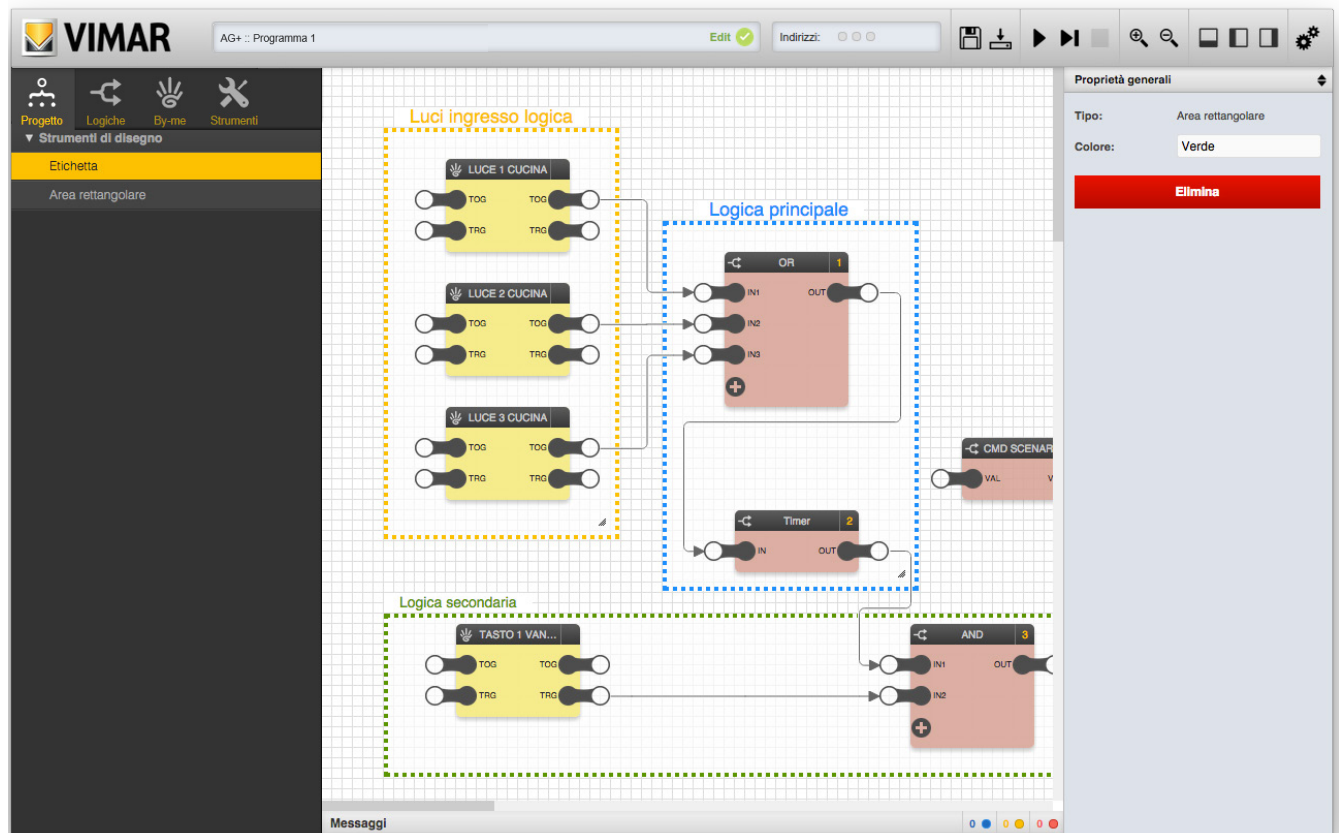 VIMAR
AG+ :: Programma 1
Edit
Indirizzi:
Progetto
Logiche
By-me
Strumenti
▼ Strumenti di disegno
Etichetta
Area rettangolare
Luci ingresso logica
LUCE 1 CUCINA
TOG TOG
TRG TRG
LUCE 2 CUCINA
TOG TOG
TRG TRG
LUCE 3 CUCINA
TOG TOG
TRG TRG
Logica principale
OR 1
IN1 OUT
IN2
IN3
Timer 2
IN OUT
CMD SCENAR
VAL V
Logica secondaria
TASTO 1 VAN...
TOG TOG
TRG TRG
AND 3
IN1 OUT
IN2
Messaggi
0 0 0
Proprietà generali
Tipo: Area rettangolare
Colore: Verde
Elimina